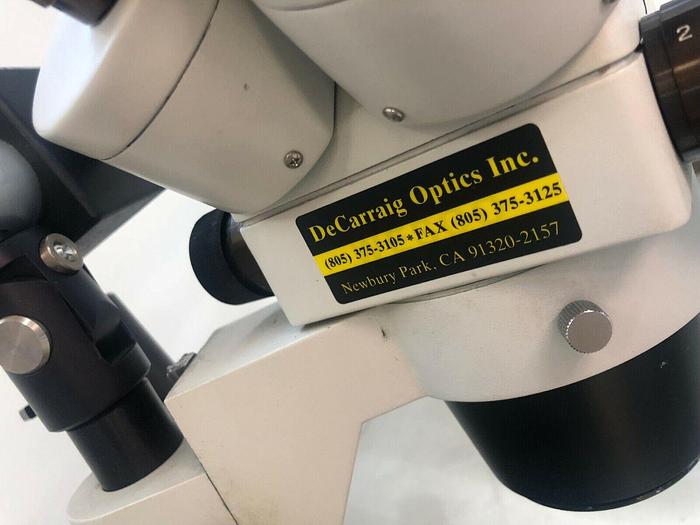 2
DeCarraig Optics Inc.
(805) 375-3105 * FAX (805) 375-3125
Newbury Park, CA 91320-2157